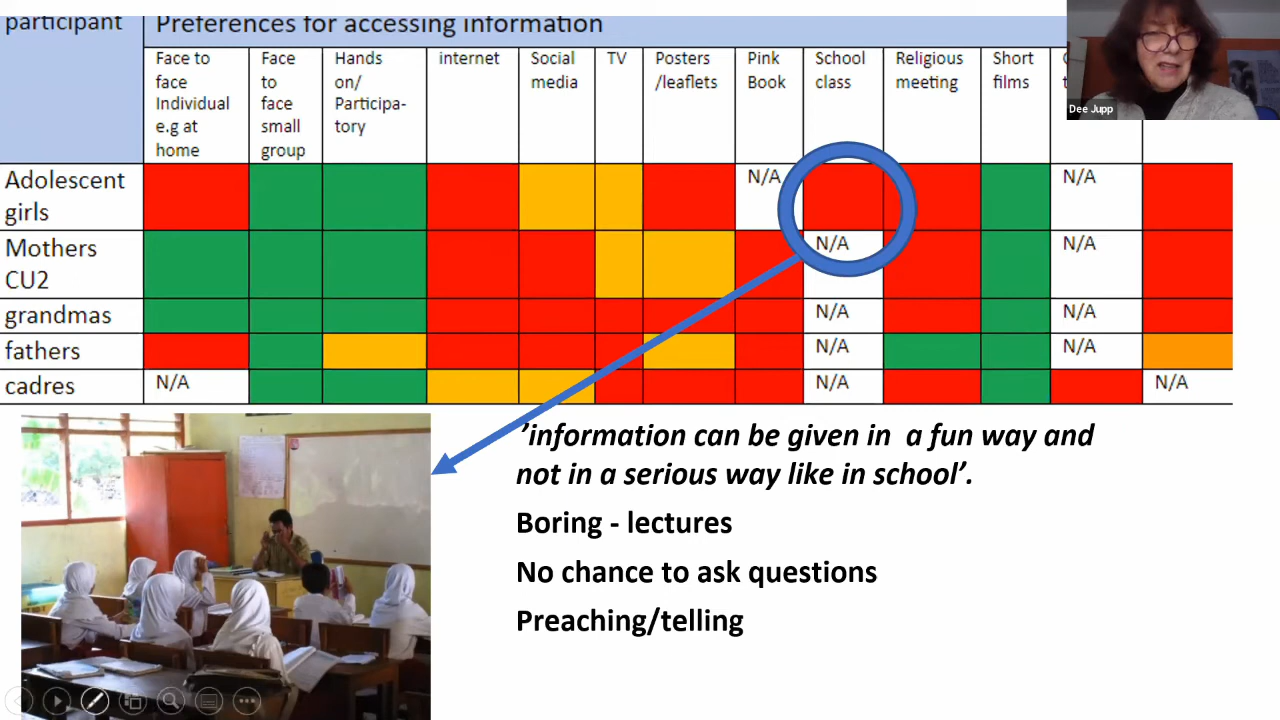 participant
Preferences for accessing information
Face to
face
Individual
e.g at
home
Face
to
face
small
group
Hands
on/
Participa-
tory
internet
Social
media
TV
Posters
/leaflets
Pink
Book
School
class
Religious
meeting
Short
films
Dee Jupp
Adolescent
girls
N/A
N/A
Mothers
CU2
N/A
N/A
grandmas
N/A
N/A
fathers
N/A
N/A
cadres
N/A
N/A
N/A
’information can be given in a fun way and
not in a serious way like in school’.
Boring - lectures
No chance to ask questions
Preaching/telling